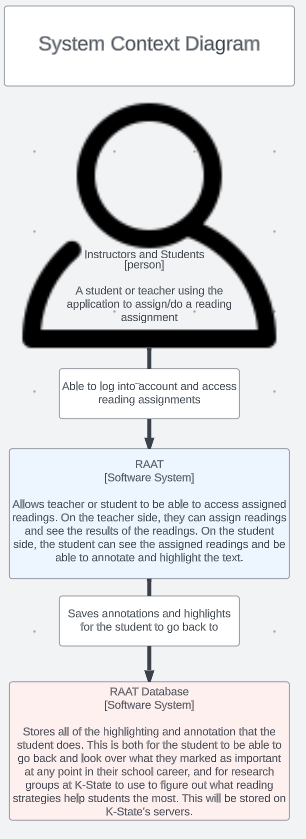 System Context Diagram
Instructors and Students
[person]
A student or teacher using the
application to assign/do a reading
assignment
Able to log into account and access
reading assignments
RAAT
[Software System]
Allows teacher or student to be able to access assigned
readings. On the teacher side, they can assign readings
and see the results of the readings. On the student
side, the student can see the assigned readings and be
able to annotate and highlight the text.
Saves annotations and highlights
for the student to go back to
RAAT Database
[Software System]
Stores all of the highlighting and annotation that the
student does. This is both for the student to be able to
go back and look over what they marked as important
at any point in their school career, and for research
groups at K-State to use to figure out what reading
strategies help students the most. This will be stored on
K-State's servers.